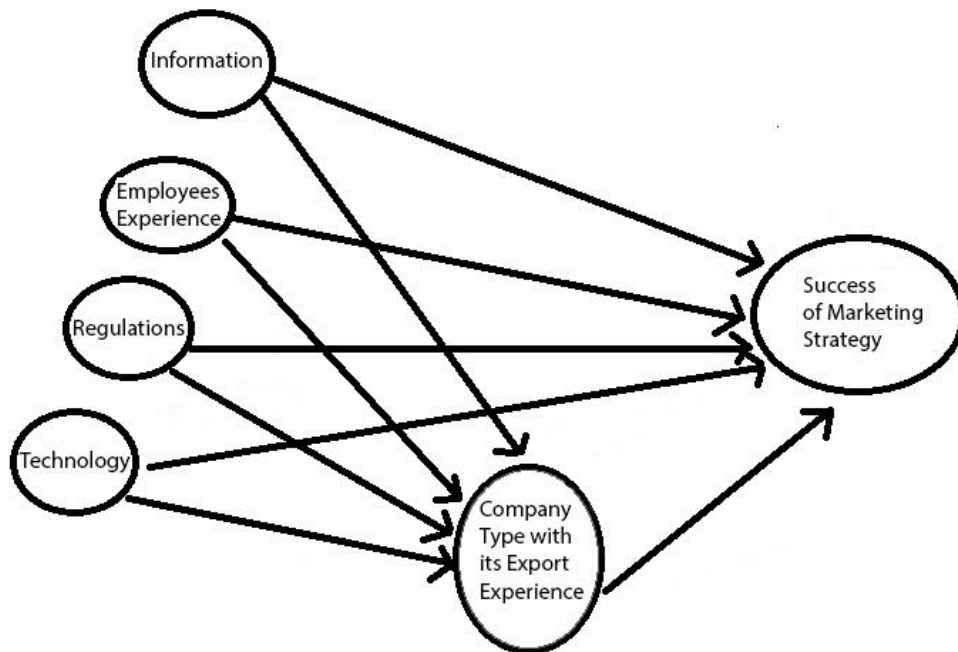 Information
Employees
Experience
Regulations
Technology
Success
of Marketing
Strategy
Company
Type with
its Export
Experience